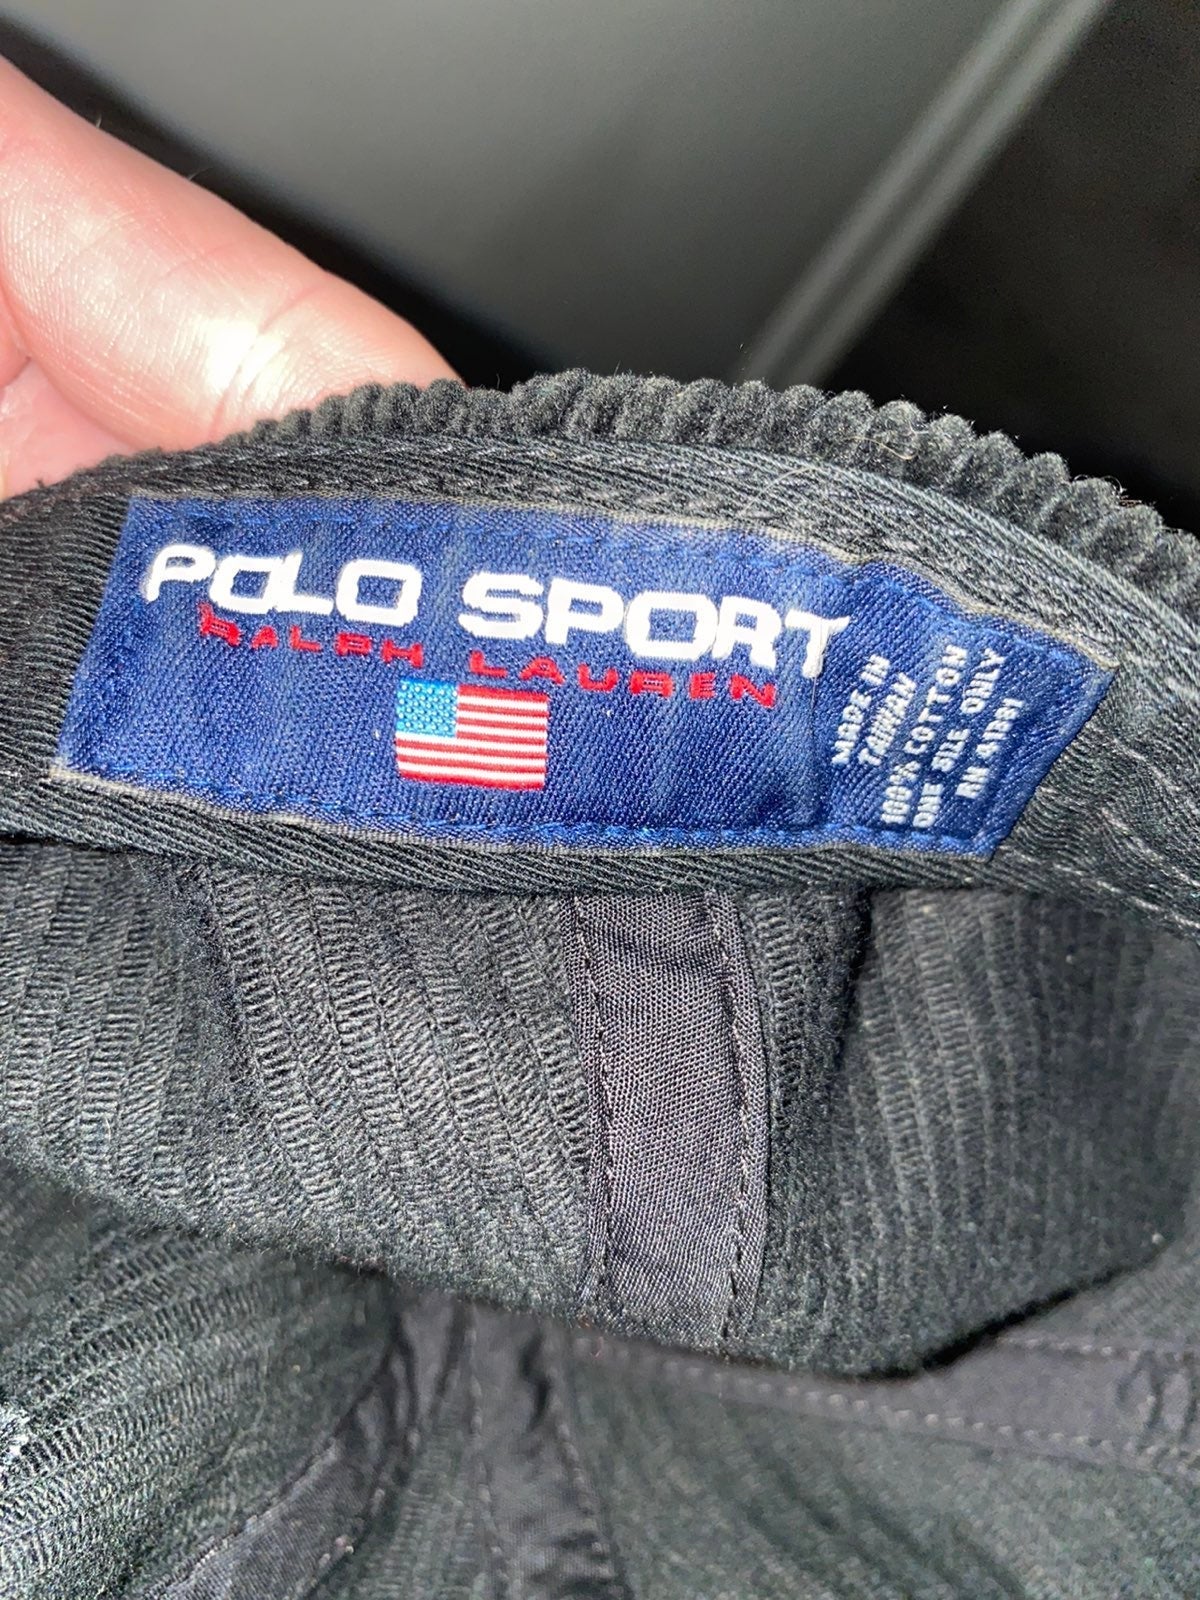 POLO SPORT
RALPH LAUREN
MADE IN
TAIWAN
100% COTTON
ONE SIZE ONLY
RN 41381